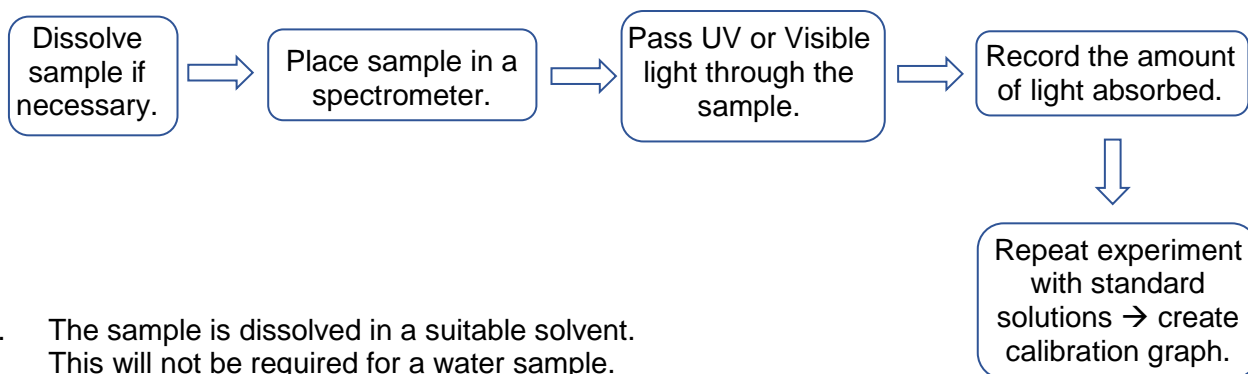 Dissolve
sample if
necessary.
Place sample in a
spectrometer.
Pass UV or Visible
light through the
sample.
Record the amount
of light absorbed.
Repeat experiment
with standard
solutions → create
calibration graph.
. The sample is dissolved in a suitable solvent.
This will not be required for a water sample.